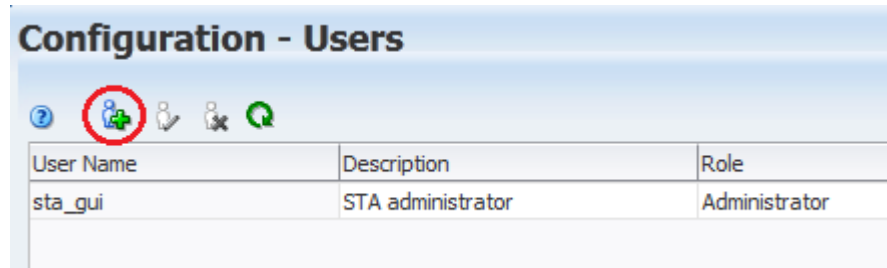 Configuration - Users
?
User Name Description Role
sta_gui STA administrator Administrator